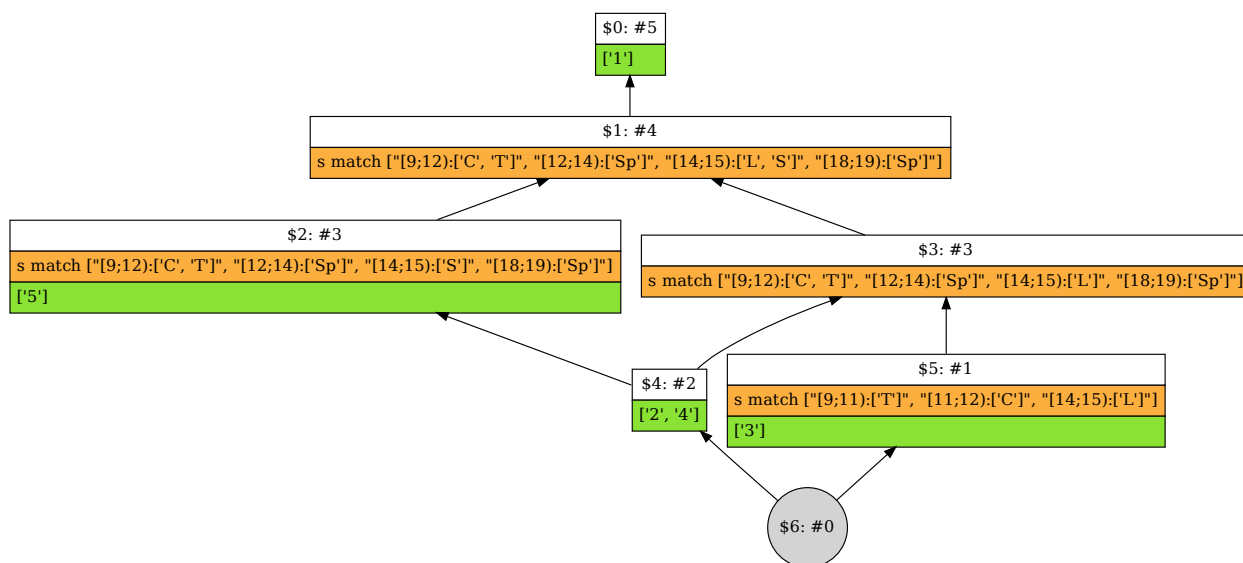 $0: #5
['1']
$1: #4
s match ["[9;12):['C', 'T']", "[12;14):['Sp']", "[14;15):['L', 'S']", "[18;19):['Sp']"]
$2: #3
s match ["[9;12):['C', 'T']", "[12;14):['Sp']", "[14;15):['S']", "[18;19):['Sp']"]
['5']
$3: #3
s match ["[9;12):['C', 'T']", "[12;14):['Sp']", "[14;15):['L']", "[18;19):['Sp']"]
$4: #2
['2', '4']
$5: #1
s match ["[9;11):['T']", "[11;12):['C']", "[14;15):['L']"]
['3']
$6: #0